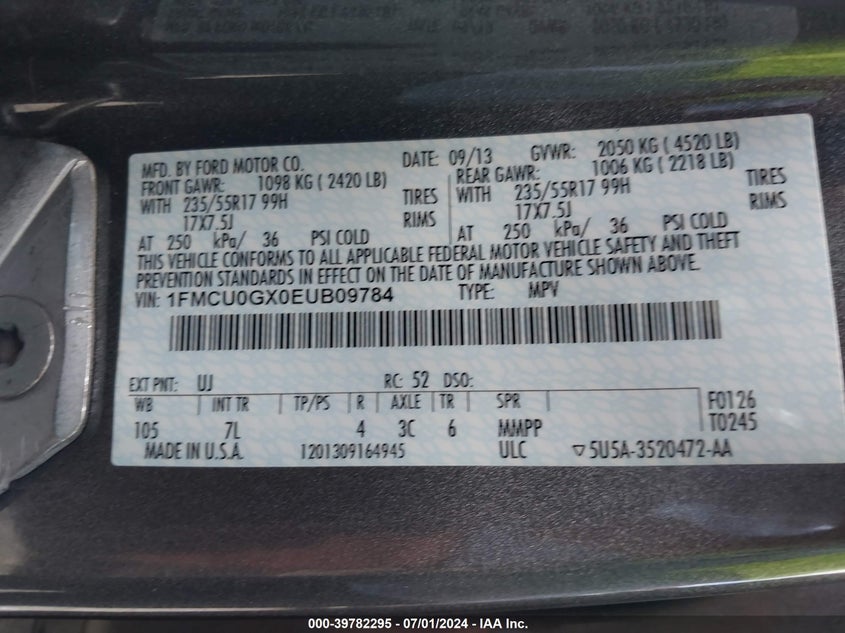 MFD. BY FORD MOTOR CO. DATE: 09/13 GVWR: 2050 KG ( 4520 LB)
FRONT GAWR: 1098 KG ( 2420 LB) REAR GAWR: 1006 KG ( 2218 LB)
WITH 235/55R17 99H TIRES WITH 235/55R17 99H TIRES
17X7.5J RIMS 17X7.5J RIMS
AT 250 kPa/ 36 PSI COLD AT 250 kPa/ 36 PSI COLD
THIS VEHICLE CONFORMS TO ALL APPLICABLE FEDERAL MOTOR VEHICLE SAFETY AND THEFT
PREVENTION STANDARDS IN EFFECT ON THE DATE OF MANUFACTURE SHOWN ABOVE.
VIN: 1FMCU0GX0EUB09784 TYPE: MPV
EXT PNT: UJ RC: 52 DSO:
WB INT TR TP/PS R AXLE TR SPR F0126
105 7L 4 3C 6 MMPP T0245
MADE IN U.S.A. 1201309164945 ULC ▽5U5A-3520472-AA
000-39782295 - 07/01/2024 - IAA Inc.